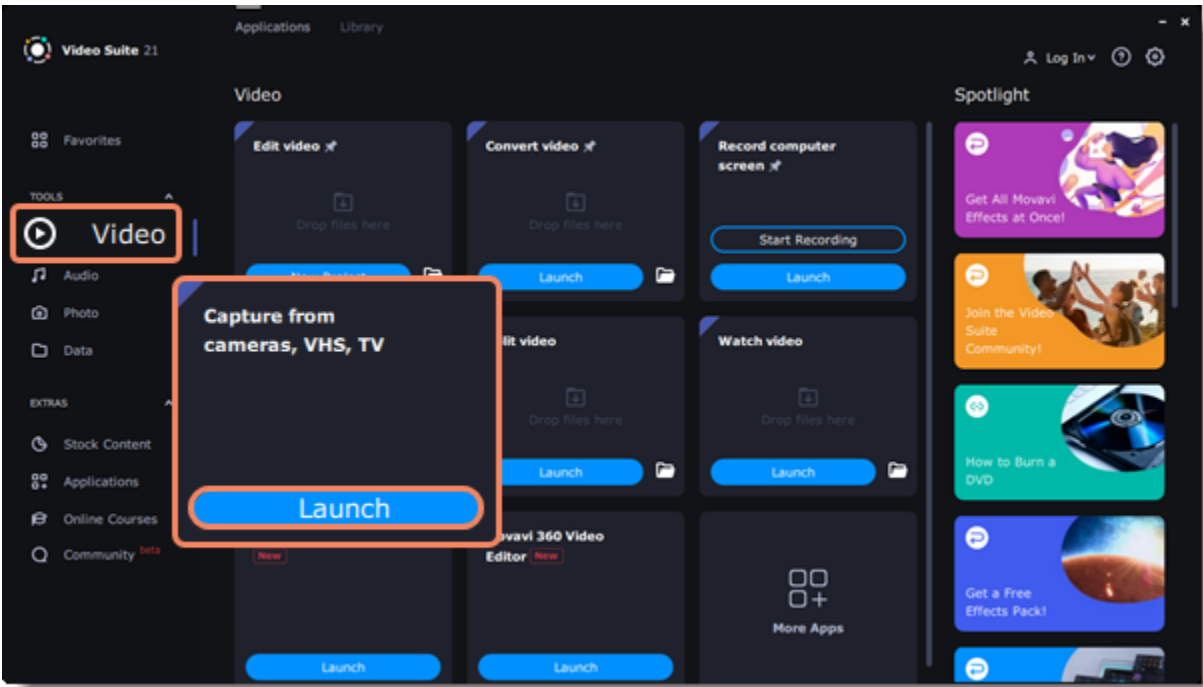 Applications Library
Video Suite 21
Log In
Video
Spotlight
Favorites
TOOLS
Video
Audio
Photo
Data
EXTRAS
Stock Content
Applications
Online Courses
Community beta
Edit video
Drop files here
Convert video
Drop files here
Launch
Record computer
screen
Start Recording
Launch
Capture from
cameras, VHS, TV
Launch
video
Drop files here
Launch
Watch video
Drop files here
Launch
New
Launch
360 Video
Editor New
Launch
More Apps
Get All Movavi
Effects at Once!
Join the Video
Suite
Community!
How to Burn a
DVD
Get a Free
Effects Pack!